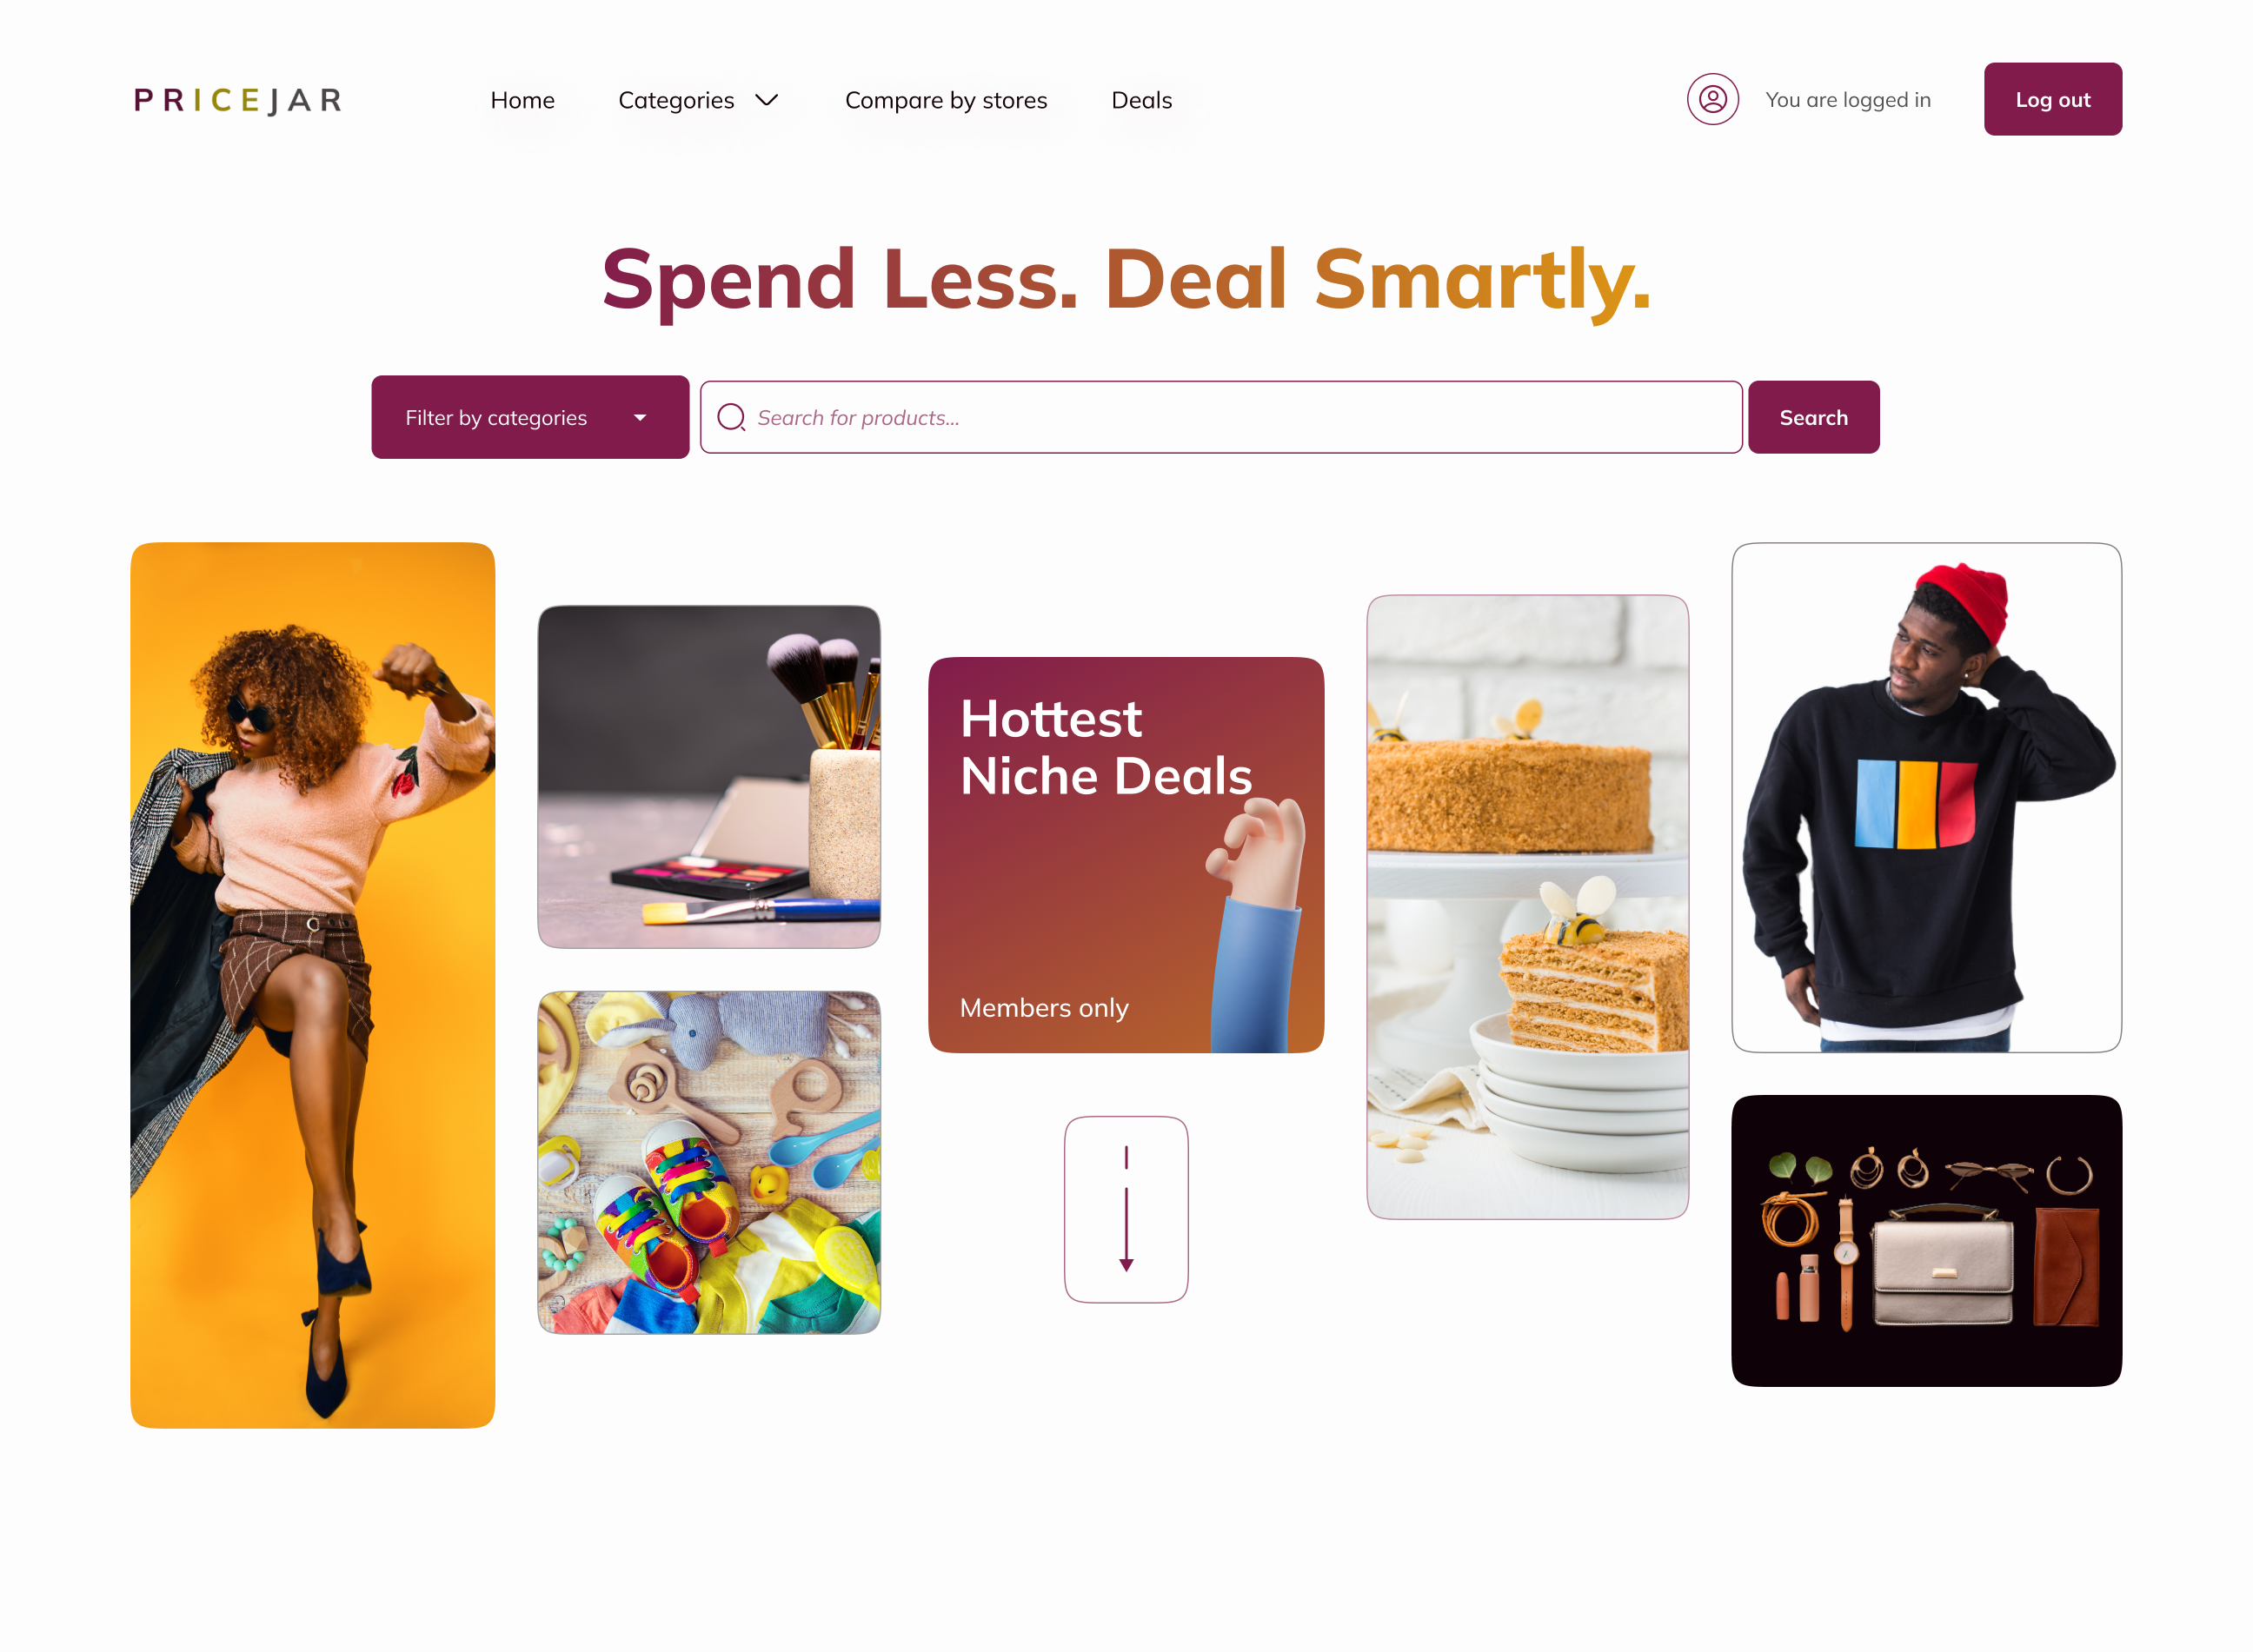 PRICEJAR
Home
Categories
Compare by stores
Deals
You are logged in
Log out
Spend Less. Deal Smartly.
Filter by categories
Search for products...
Search
Hottest
Niche Deals
Members only